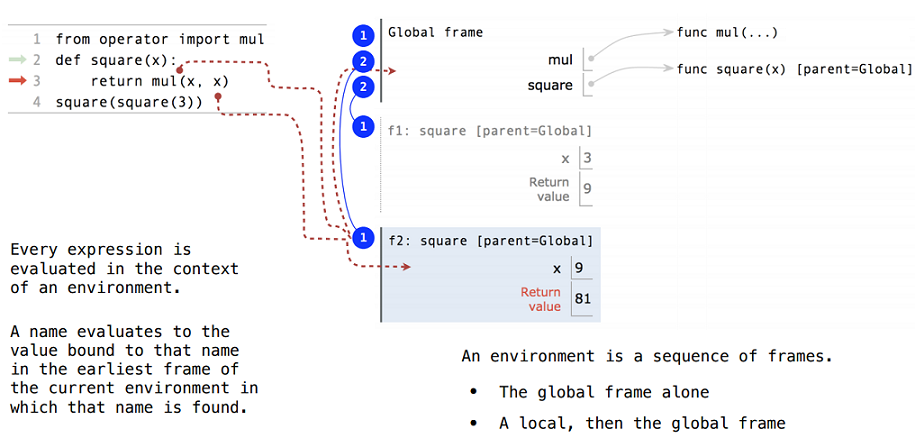 1 from operator import mul
2 def square(x):
3 return mul(x, x)
4 square(square(3))
1 Global frame
2 mul
2 square
func mul(...)
func square(x) [parent=Global]
1 f1: square [parent=Global]
x 3
Return
value 9
1 f2: square [parent=Global]
x 9
Return
value 81
Every expression is
evaluated in the context
of an environment.
A name evaluates to the
value bound to that name
in the earliest frame of
the current environment in
which that name is found.
An environment is a sequence of frames.
• The global frame alone
• A local, then the global frame